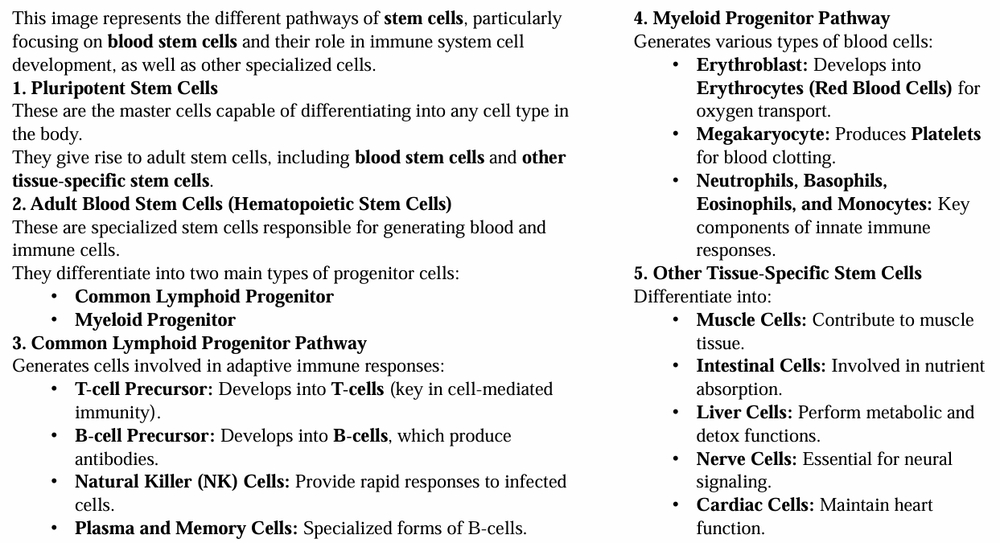 This image represents the different pathways of stem cells, particularly
focusing on blood stem cells and their role in immune system cell
development, as well as other specialized cells.
1. Pluripotent Stem Cells
These are the master cells capable of differentiating into any cell type in
the body.
They give rise to adult stem cells, including blood stem cells and other
tissue-specific stem cells.
2. Adult Blood Stem Cells (Hematopoietic Stem Cells)
These are specialized stem cells responsible for generating blood and
immune cells.
They differentiate into two main types of progenitor cells:
• Common Lymphoid Progenitor
• Myeloid Progenitor
3. Common Lymphoid Progenitor Pathway
Generates cells involved in adaptive immune responses:
• T-cell Precursor: Develops into T-cells (key in cell-mediated
immunity).
• B-cell Precursor: Develops into B-cells, which produce
antibodies.
• Natural Killer (NK) Cells: Provide rapid responses to infected
cells.
• Plasma and Memory Cells: Specialized forms of B-cells.
4. Myeloid Progenitor Pathway
Generates various types of blood cells:
• Erythroblast: Develops into
Erythrocytes (Red Blood Cells) for
oxygen transport.
• Megakaryocyte: Produces Platelets
for blood clotting.
• Neutrophils, Basophils,
Eosinophils, and Monocytes: Key
components of innate immune
responses.
5. Other Tissue-Specific Stem Cells
Differentiate into:
• Muscle Cells: Contribute to muscle
tissue.
• Intestinal Cells: Involved in nutrient
absorption.
• Liver Cells: Perform metabolic and
detox functions.
• Nerve Cells: Essential for neural
signaling.
• Cardiac Cells: Maintain heart
function.